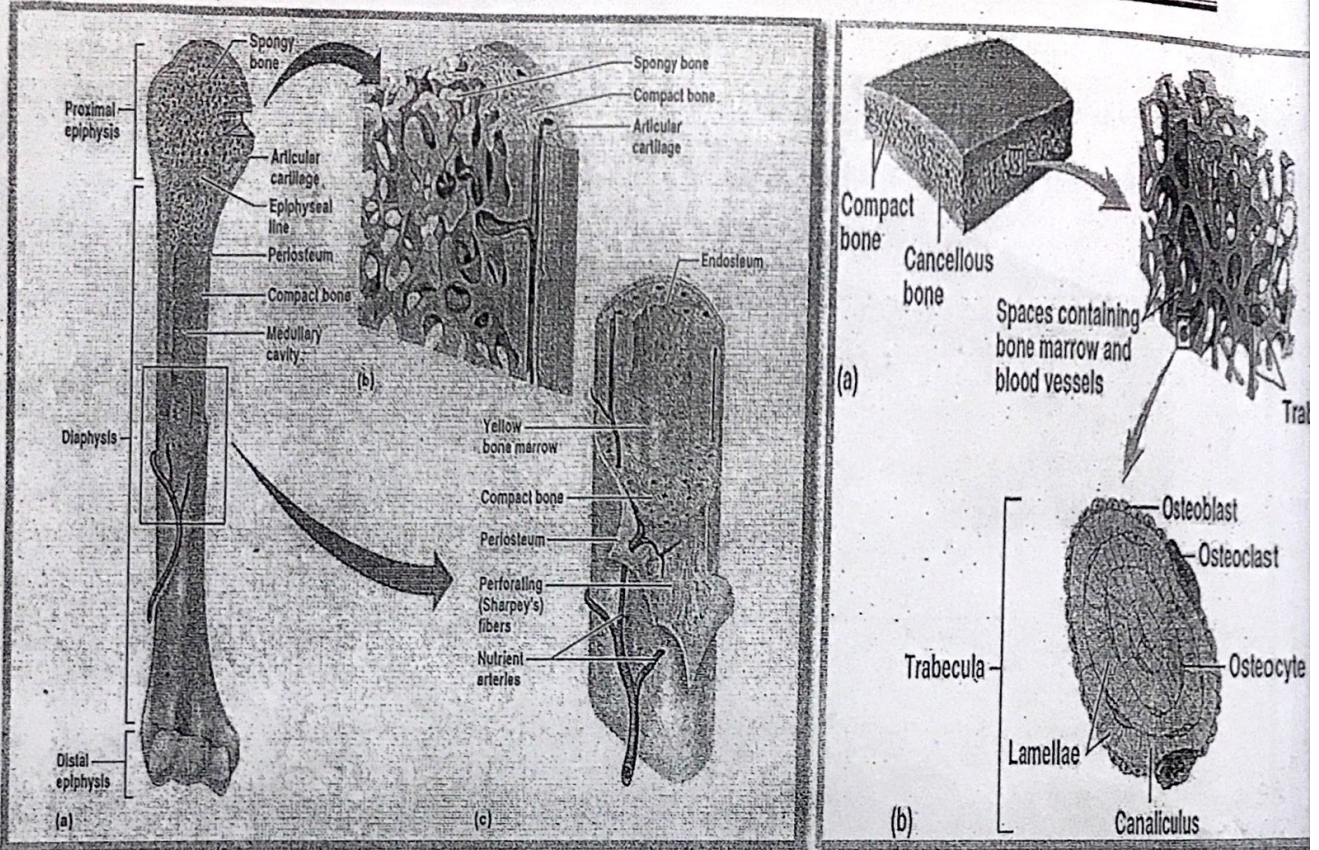 Spongy
bone
Proximal
epiphysis
Articular
cartilage
Epiphyseal
line
Periosteum
Compact bone
Medullary
cavity
Diaphysis
Distal
epiphysis
(a)
Spongy bone
Compact bone
Articular
cartilage
(b)
Endosteum
Yellow
bone marrow
Compact bone
Periosteum
Perforating
(Sharpey's)
fibers
Nutrient
arteries
(c)
Compact
bone
Cancellous
bone
Spaces containing
bone marrow and
blood vessels
(a)
Osteoblast
Osteoclast
Trabecula
Osteocyte
Lamellae
Canaliculus
(b)